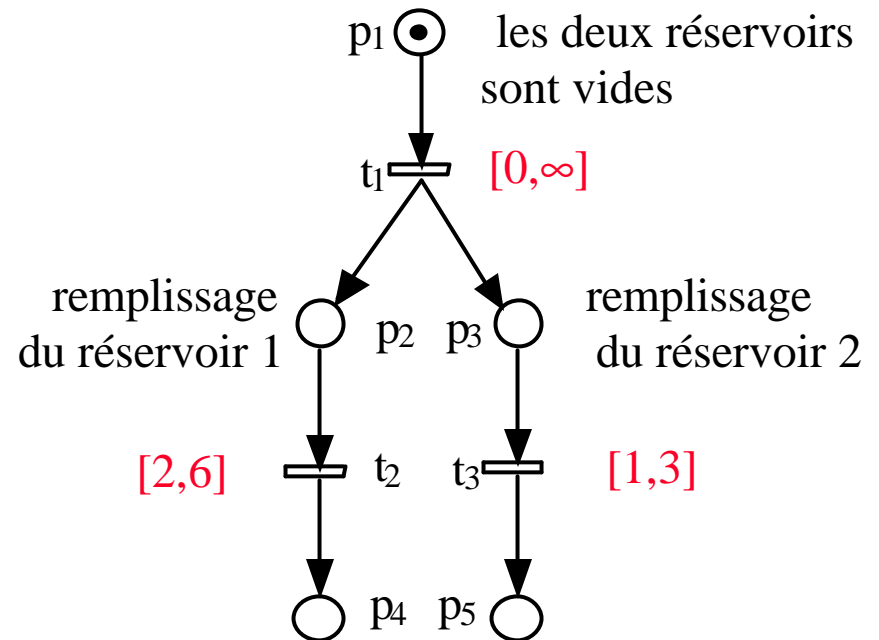 p1 les deux réservoirs
sont vides
t1 [0,∞]
remplissage
du réservoir 1
p2 p3
remplissage
du réservoir 2
[2,6] t2 t3 [1,3]
p4 p5